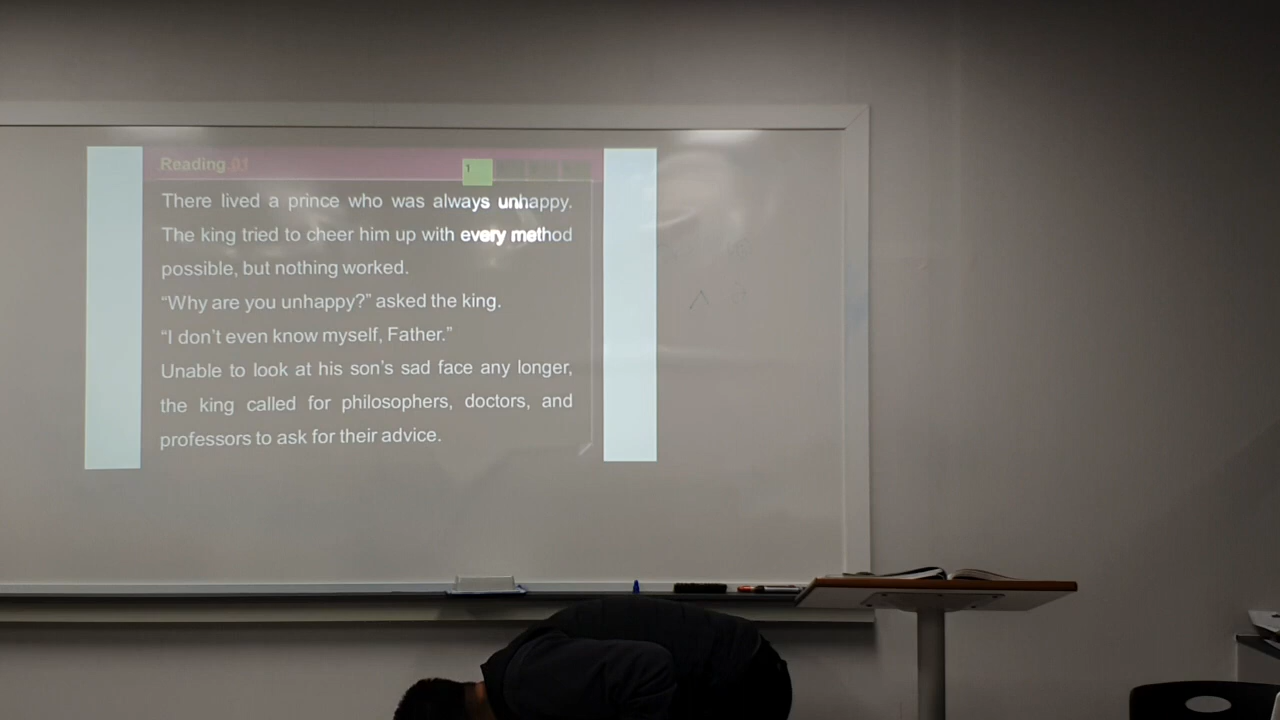 Reading 01
1
There lived a prince who was always unhappy.
The king tried to cheer him up with every method
possible, but nothing worked.
“Why are you unhappy?” asked the king.
“I don’t even know myself, Father.”
Unable to look at his son’s sad face any longer,
the king called for philosophers, doctors, and
professors to ask for their advice.